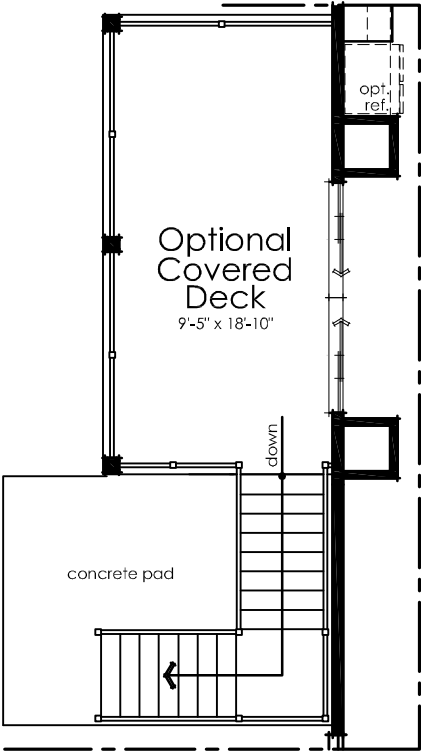 opt.
ref.
Optional
Covered
Deck
9'-5" x 18'-10"
down
concrete pad